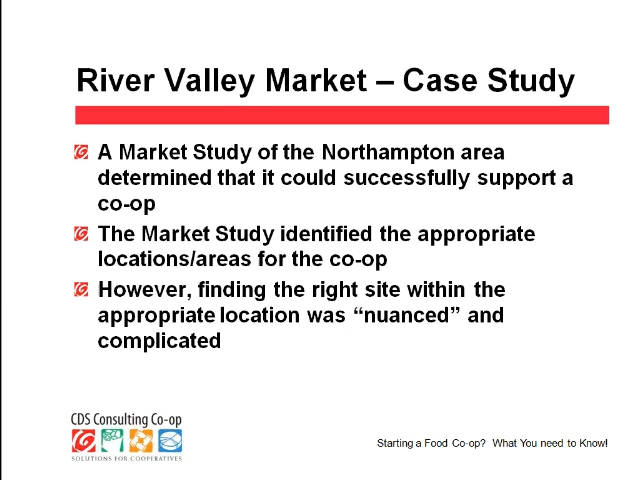 River Valley Market – Case Study
A Market Study of the Northampton area
determined that it could successfully support a
co-op
The Market Study identified the appropriate
locations/areas for the co-op
However, finding the right site within the
appropriate location was “nuanced” and
complicated
CDS Consulting Co-op
SOLUTIONS FOR COOPERATIVES
Starting a Food Co-op? What You need to Know!